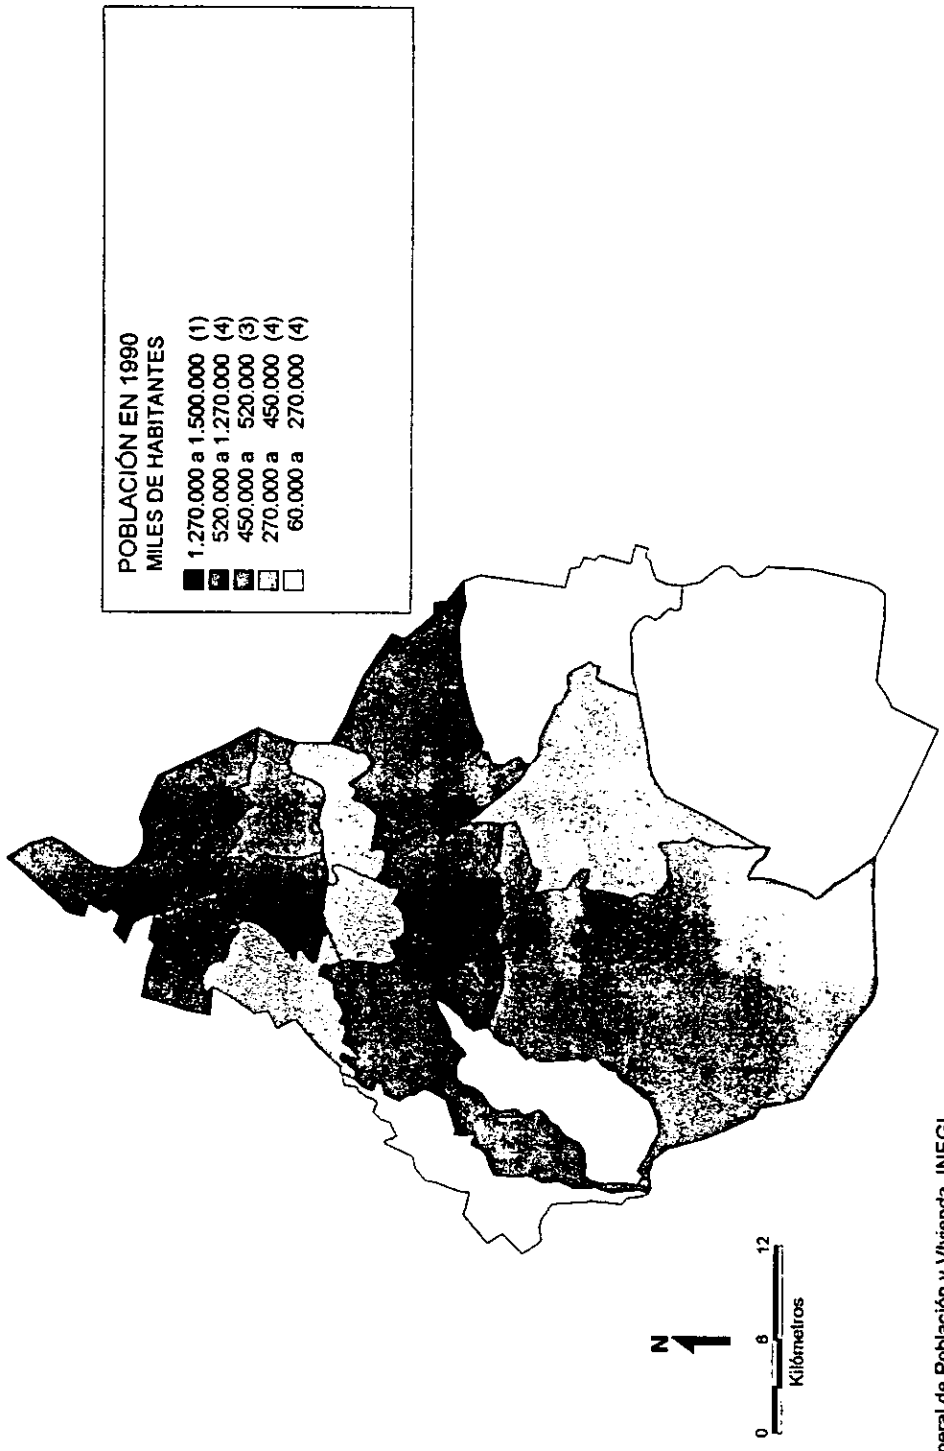 POBLACIÓN EN 1990
MILES DE HABITANTES
1.270.000 a 1.500.000 (1)
520.000 a 1.270.000 (4)
450.000 a 520.000 (3)
270.000 a 450.000 (4)
60.000 a 270.000 (4)
N
0 6 12
Kilómetros
eral de Población y Vivienda, INEGI